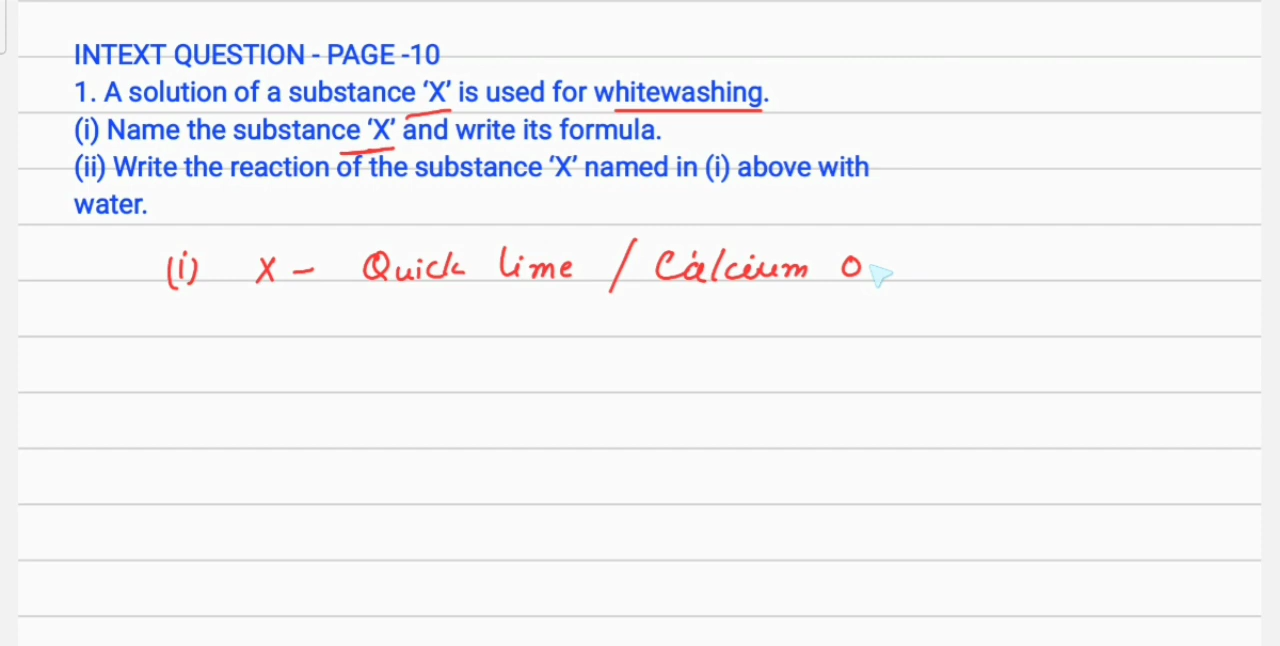 INTEXT QUESTION - PAGE -10
1. A solution of a substance ‘X’ is used for whitewashing.
(i) Name the substance ‘X’ and write its formula.
(ii) Write the reaction of the substance ‘X’ named in (i) above with
water.
(i) X - Quick lime / Calcium o